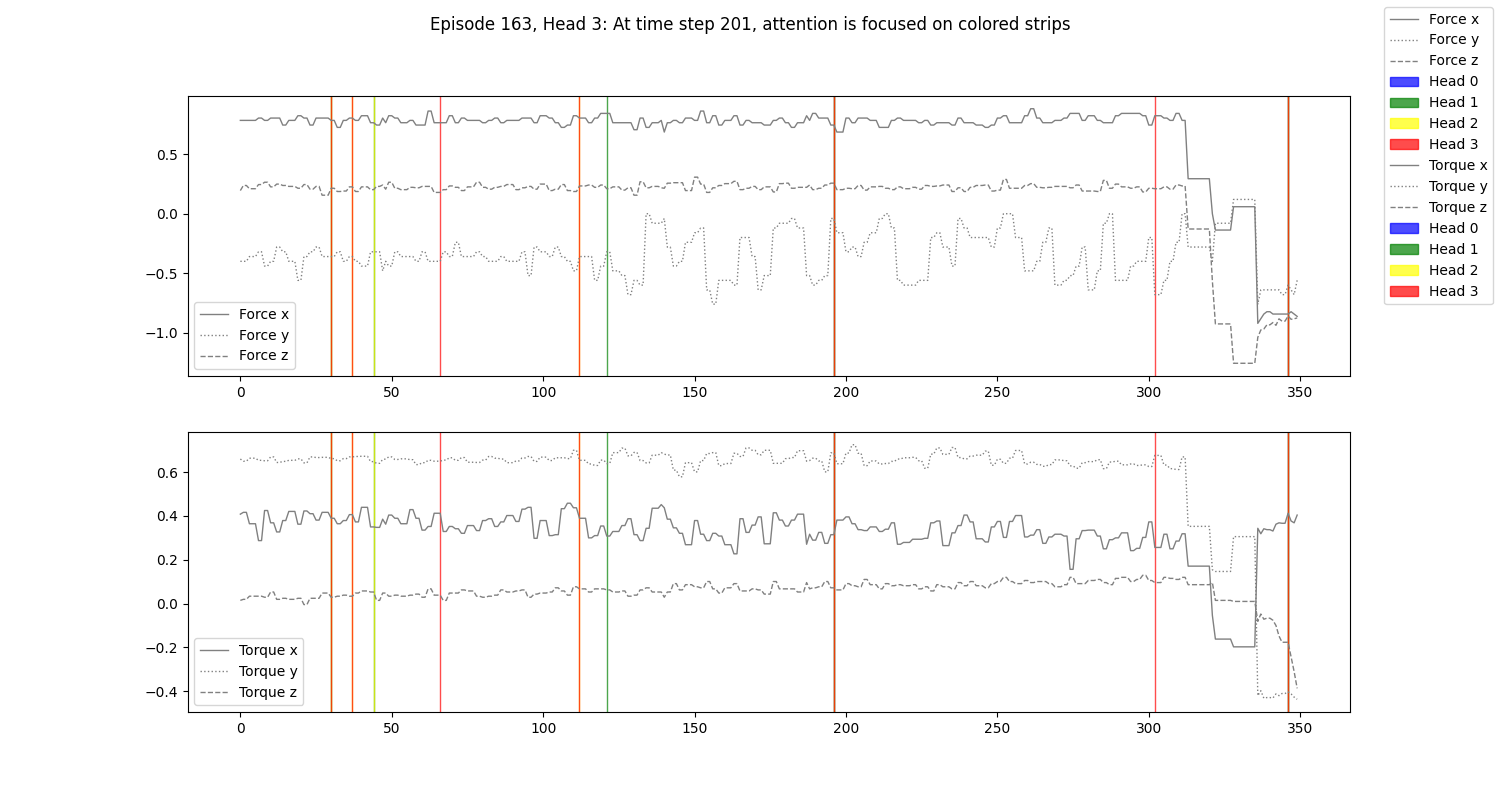 Episode 163, Head 3: At time step 201, attention is focused on colored strips
Force x
Force y
Force z
Head 0
Head 1
Head 2
Head 3
Torque x
Torque y
Torque z
Head 0
Head 1
Head 2
Head 3
0.5
0.0
−0.5
−1.0
Force x
Force y
Force z
0 50 100 150 200 250 300 350
0.6
0.4
0.2
0.0
−0.2
−0.4
Torque x
Torque y
Torque z
0 50 100 150 200 250 300 350